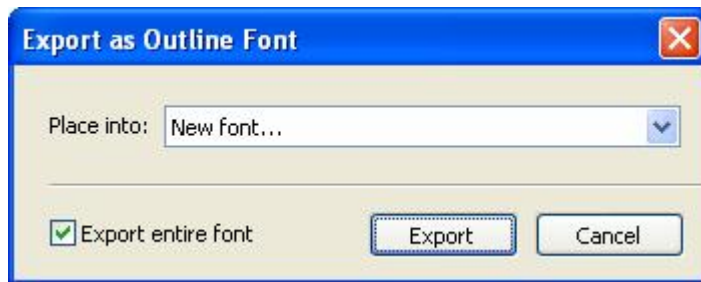 Export as Outline Font
Place into: New font...
Export entire font Export Cancel